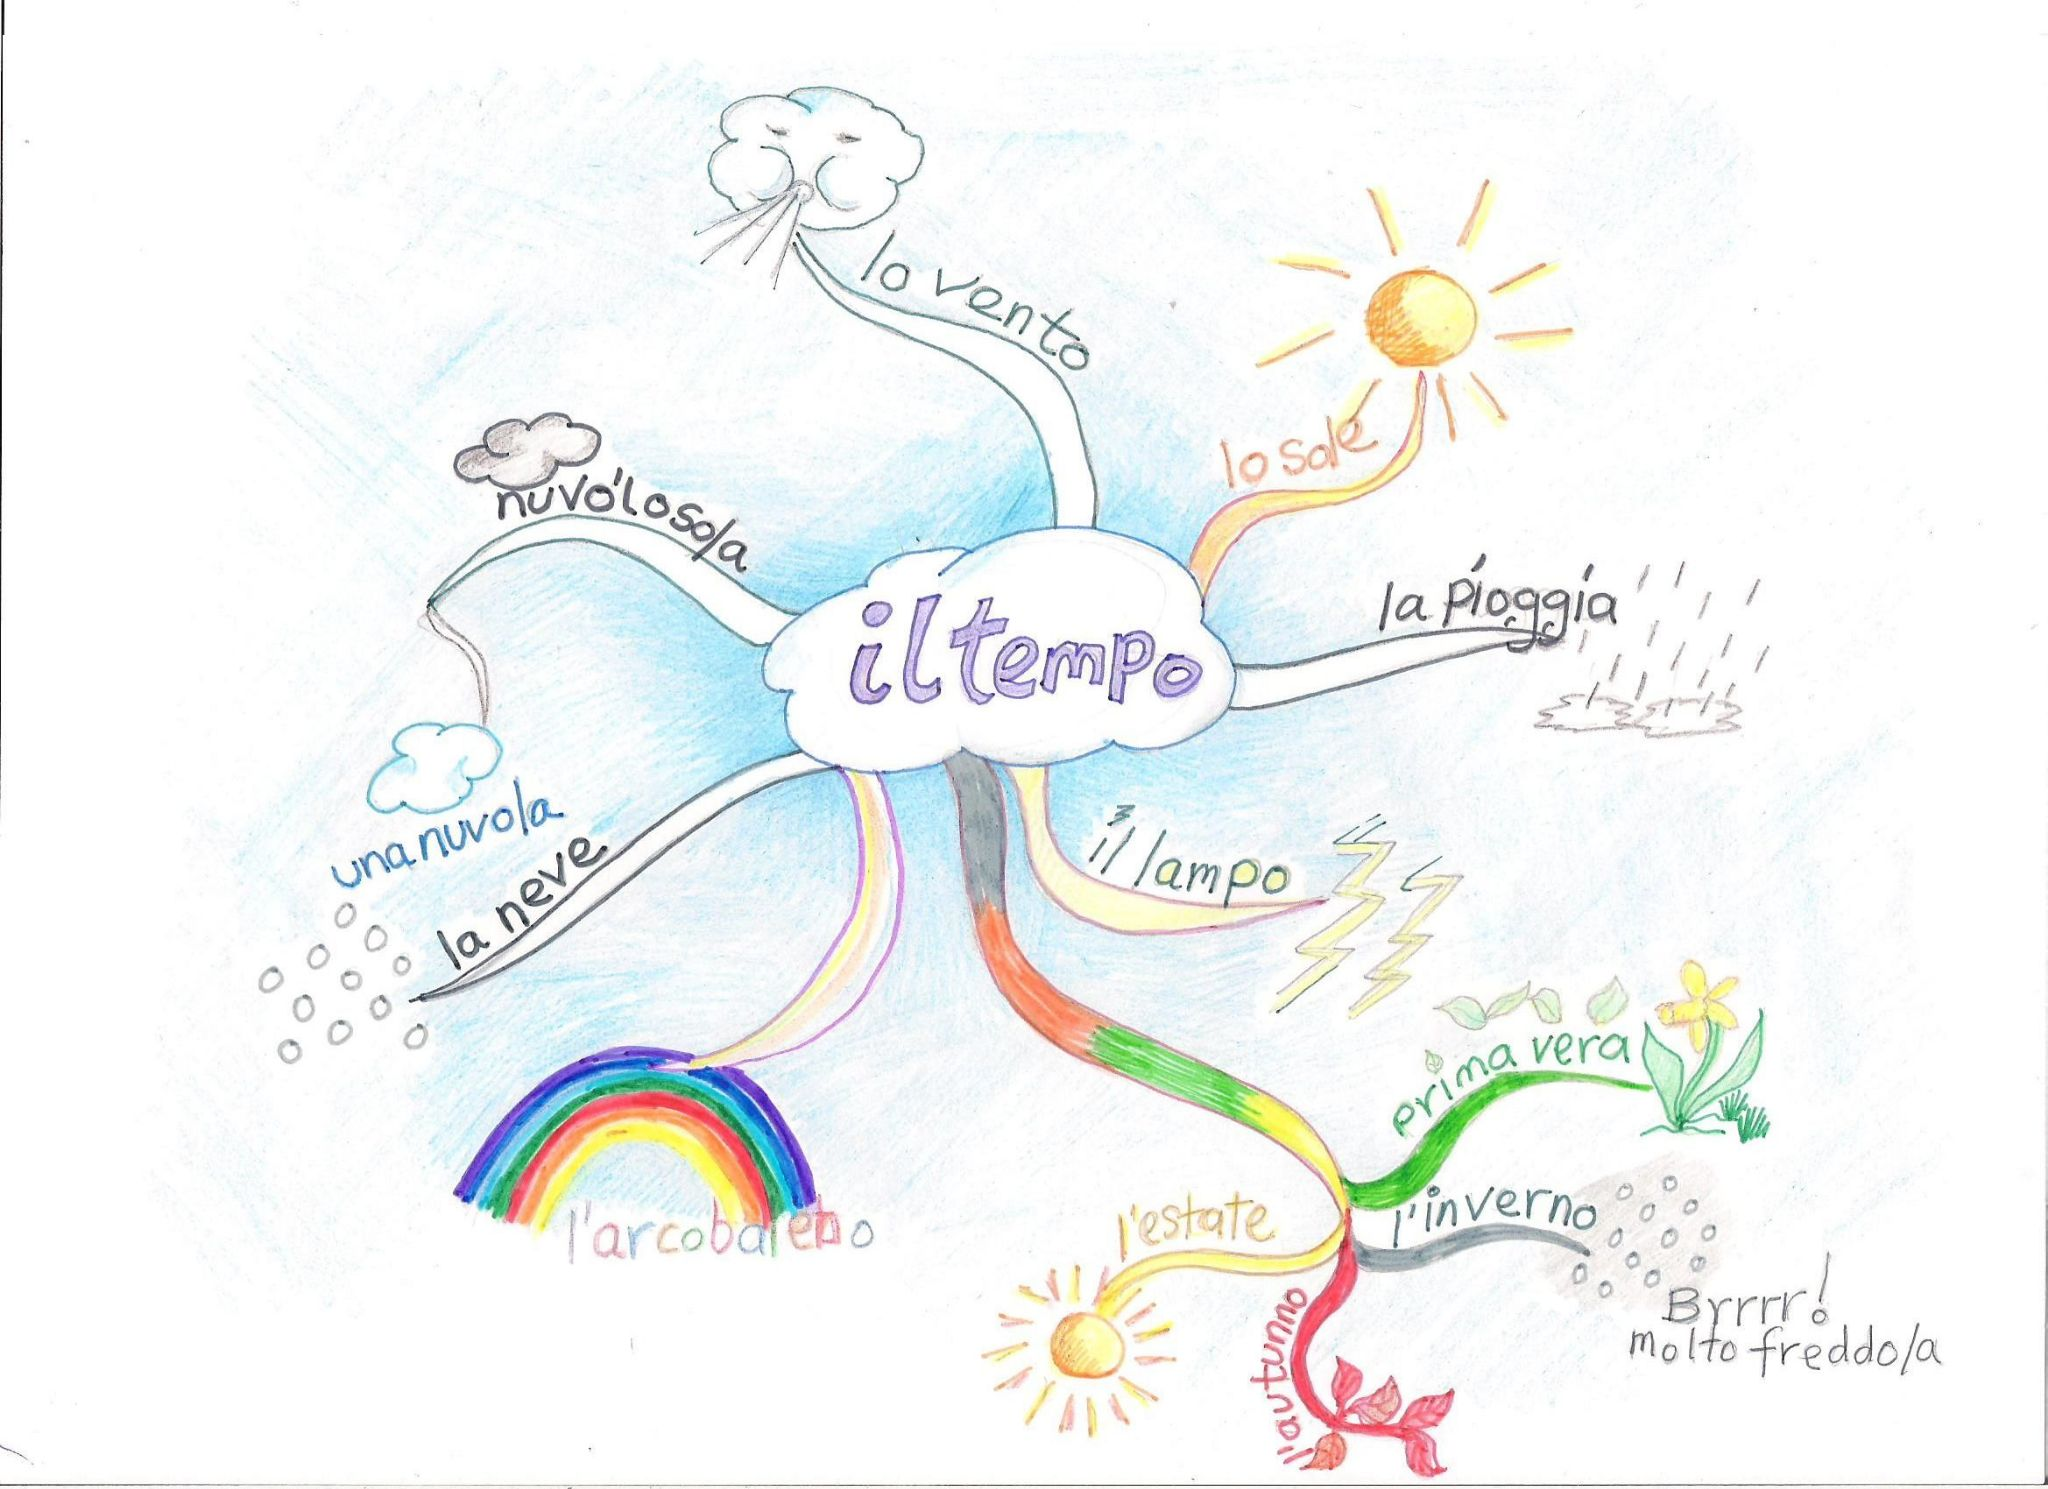 lo vento
lo sole
nuvóloso/a
il tempo
la pioggia
una nuvola
la neve
il lampo
l'arcobaleno
primavera
l'inverno
Brrrr!
molto freddo/a
l'estate
l'autunno